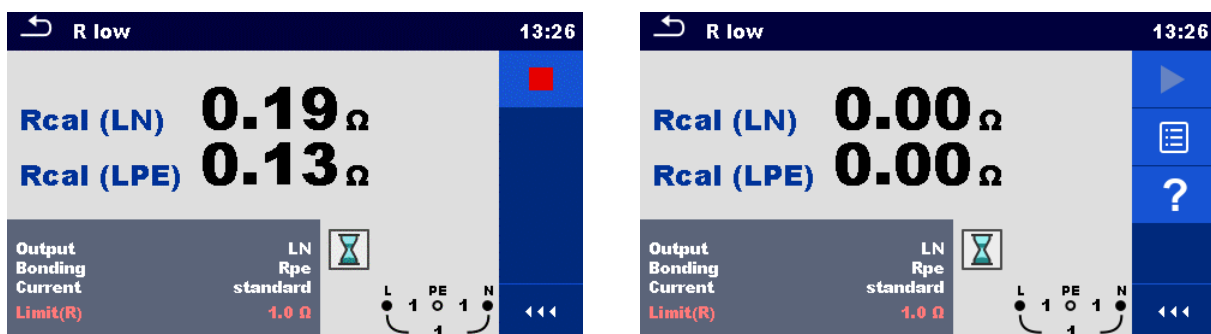 R low 13:26
Rcal (LN) 0.19 Ω
Rcal (LPE) 0.13 Ω
Output LN
Bonding Rpe
Current standard
Limit(R) 1.0 Ω
L PE N
1 1
1
R low 13:26
Rcal (LN) 0.00 Ω
Rcal (LPE) 0.00 Ω
?
Output LN
Bonding Rpe
Current standard
Limit(R) 1.0 Ω
L PE N
1 1
1